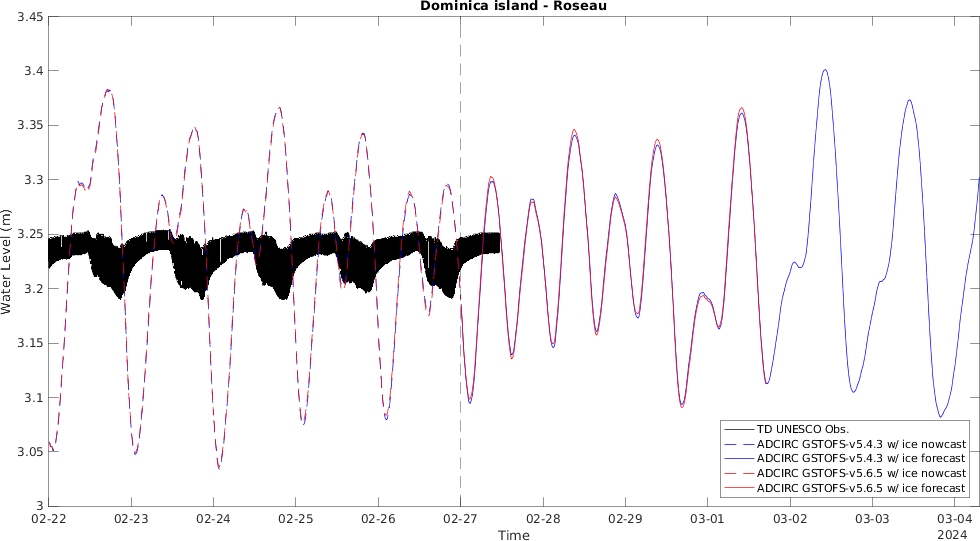 Dominica island - Roseau
3.45
3.4
3.35
3.3
3.25
3.2
3.15
3.1
3.05
3
Water Level (m)
02-22 02-23 02-24 02-25 02-26 02-27 02-28 02-29 03-01 03-02 03-03 03-04
Time
2024
TD UNESCO Obs.
ADCIRC GSTOFS-v5.4.3 w/ ice nowcast
ADCIRC GSTOFS-v5.4.3 w/ ice forecast
ADCIRC GSTOFS-v5.6.5 w/ ice nowcast
ADCIRC GSTOFS-v5.6.5 w/ ice forecast